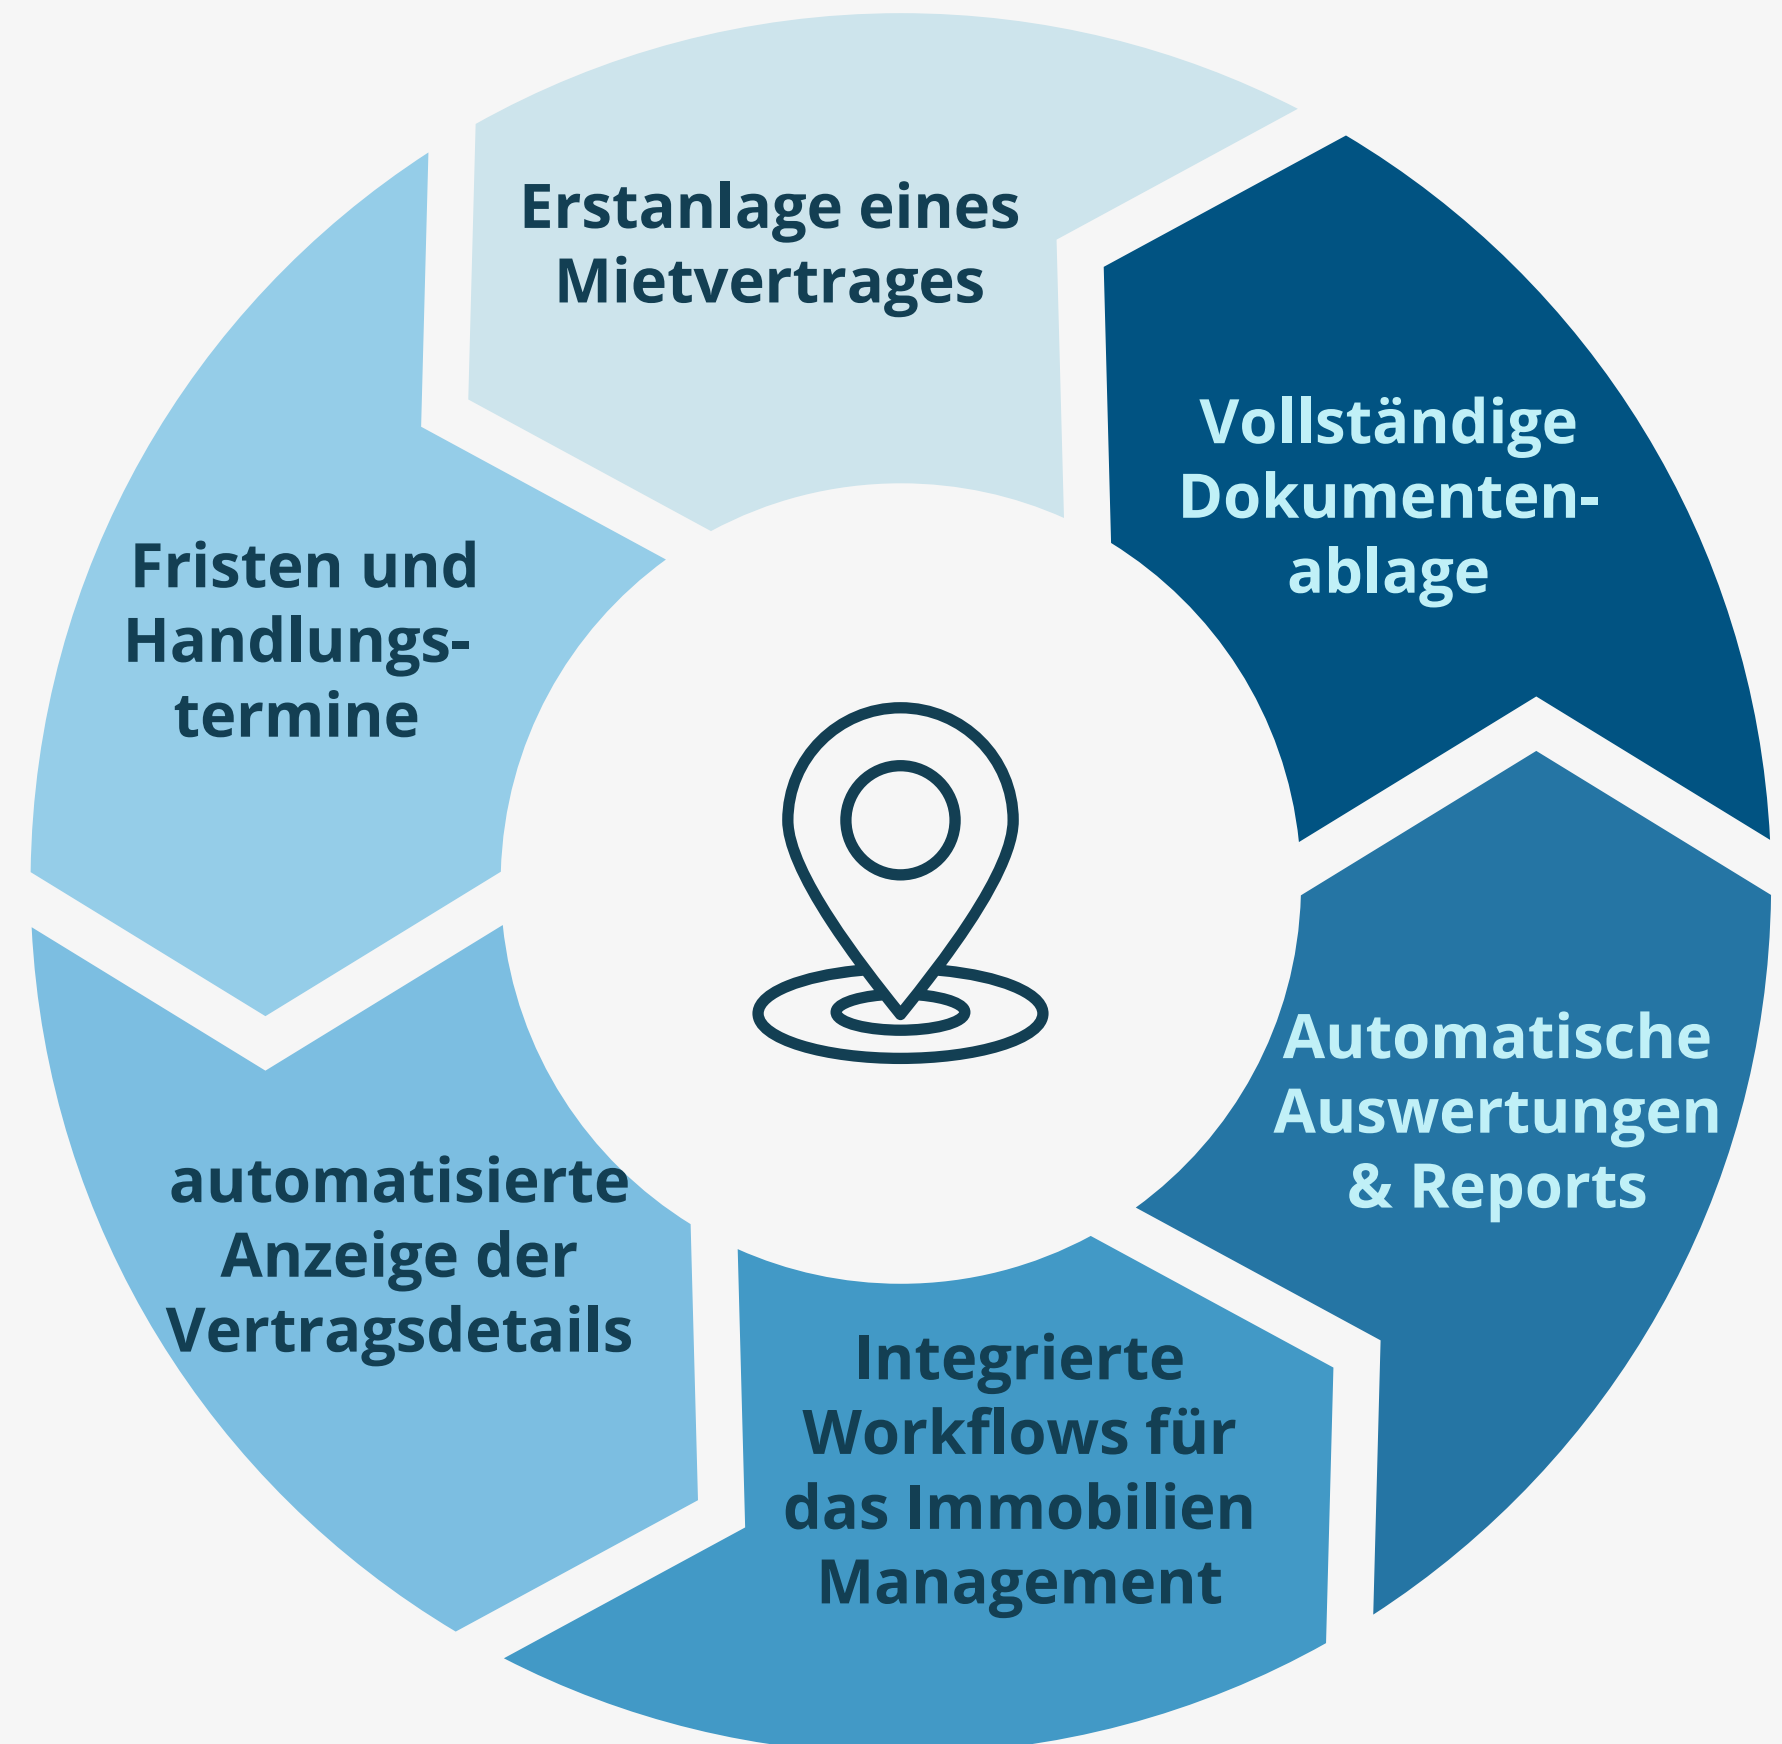 Erstanlage eines
Mietvertrages
Vollständige
Dokumenten-
ablage
Automatische
Auswertungen
& Reports
Integrierte
Workflows für
das Immobilien
Management
automatisierte
Anzeige der
Vertragsdetails
Fristen und
Handlungs-
termine